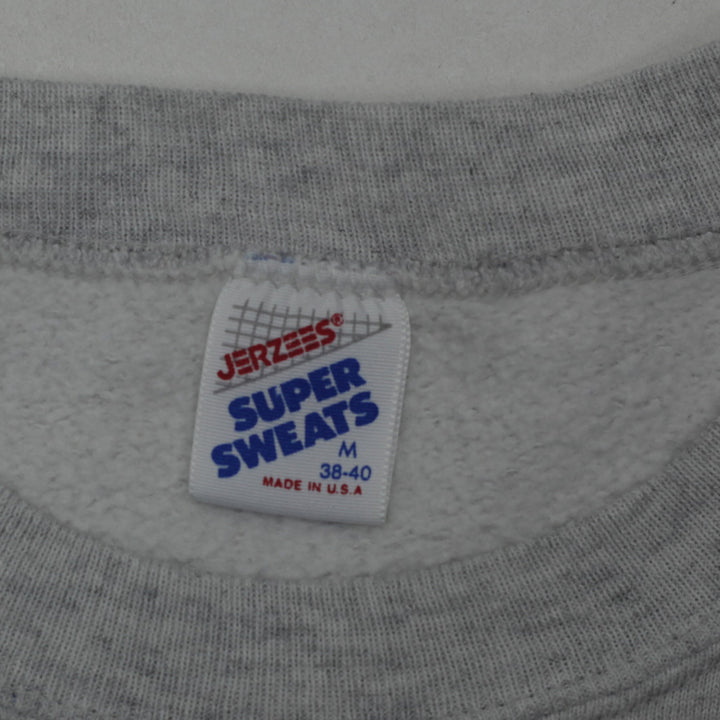 JERZEES®
SUPER
SWEATS
M
38-40
MADE IN U.S.A